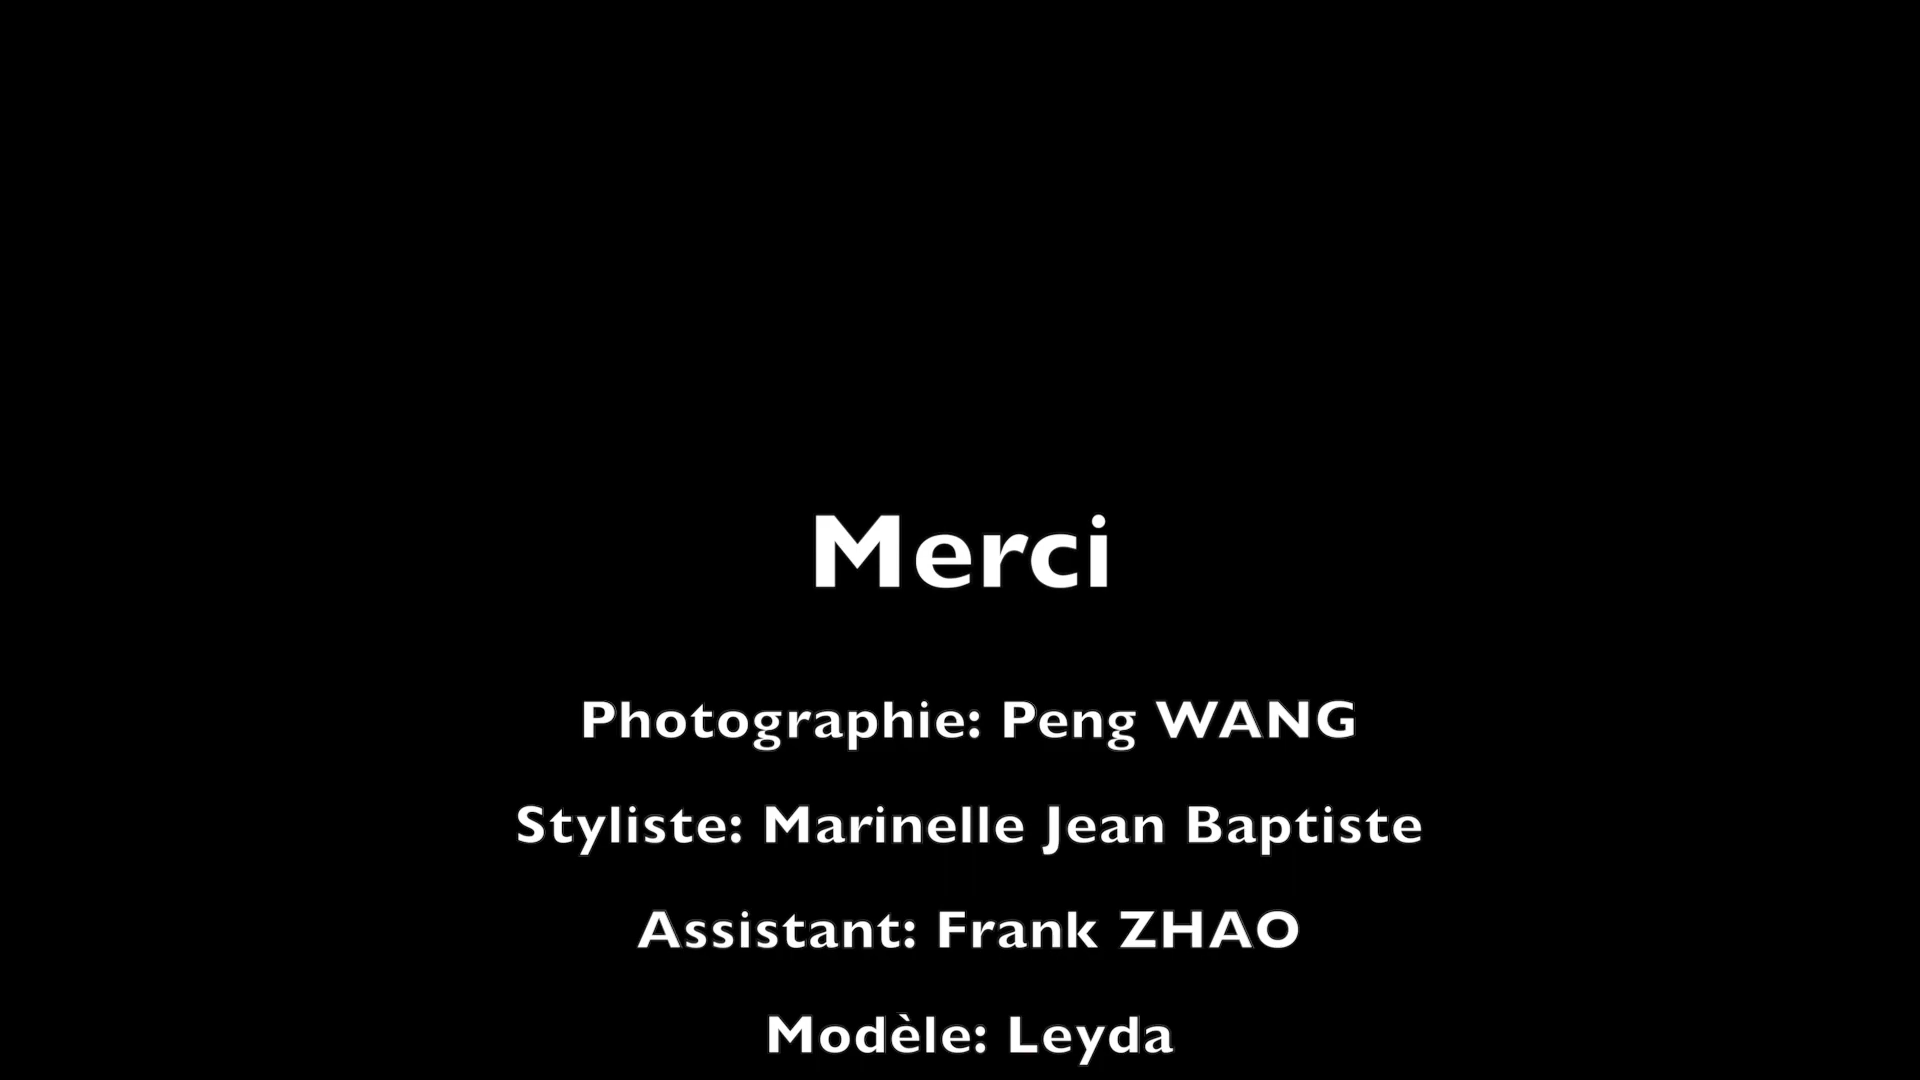 Merci
Photographie: Peng WANG
Styliste: Marinelle Jean Baptiste
Assistant: Frank ZHAO
Modèle: Leyda